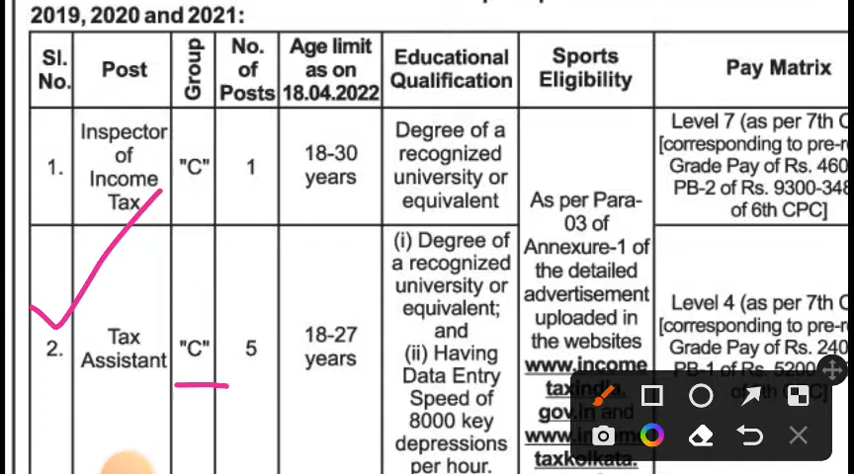 2019, 2020 and 2021:
Sl. No.
Post
Group
No. of Posts
Age limit as on 18.04.2022
Educational Qualification
Sports Eligibility
Pay Matrix
1.
Inspector of Income Tax
"C"
1
18-30 years
Degree of a recognized university or equivalent
As per Para-03 of Annexure-1 of the detailed advertisement uploaded in the websites
www.income
taxindia.
gov.in and
taxkolkata.
Level 7 (as per 7th C
[corresponding to pre-r
Grade Pay of Rs. 460
PB-2 of Rs. 9300-348
of 6th CPC]
2.
Tax Assistant
"C"
5
18-27 years
(i) Degree of a recognized university or equivalent; and
(ii) Having Data Entry Speed of 8000 key depressions per hour.
Level 4 (as per 7th C
[corresponding to pre-r
Grade Pay of Rs. 240
PB-1 of Rs. 5200